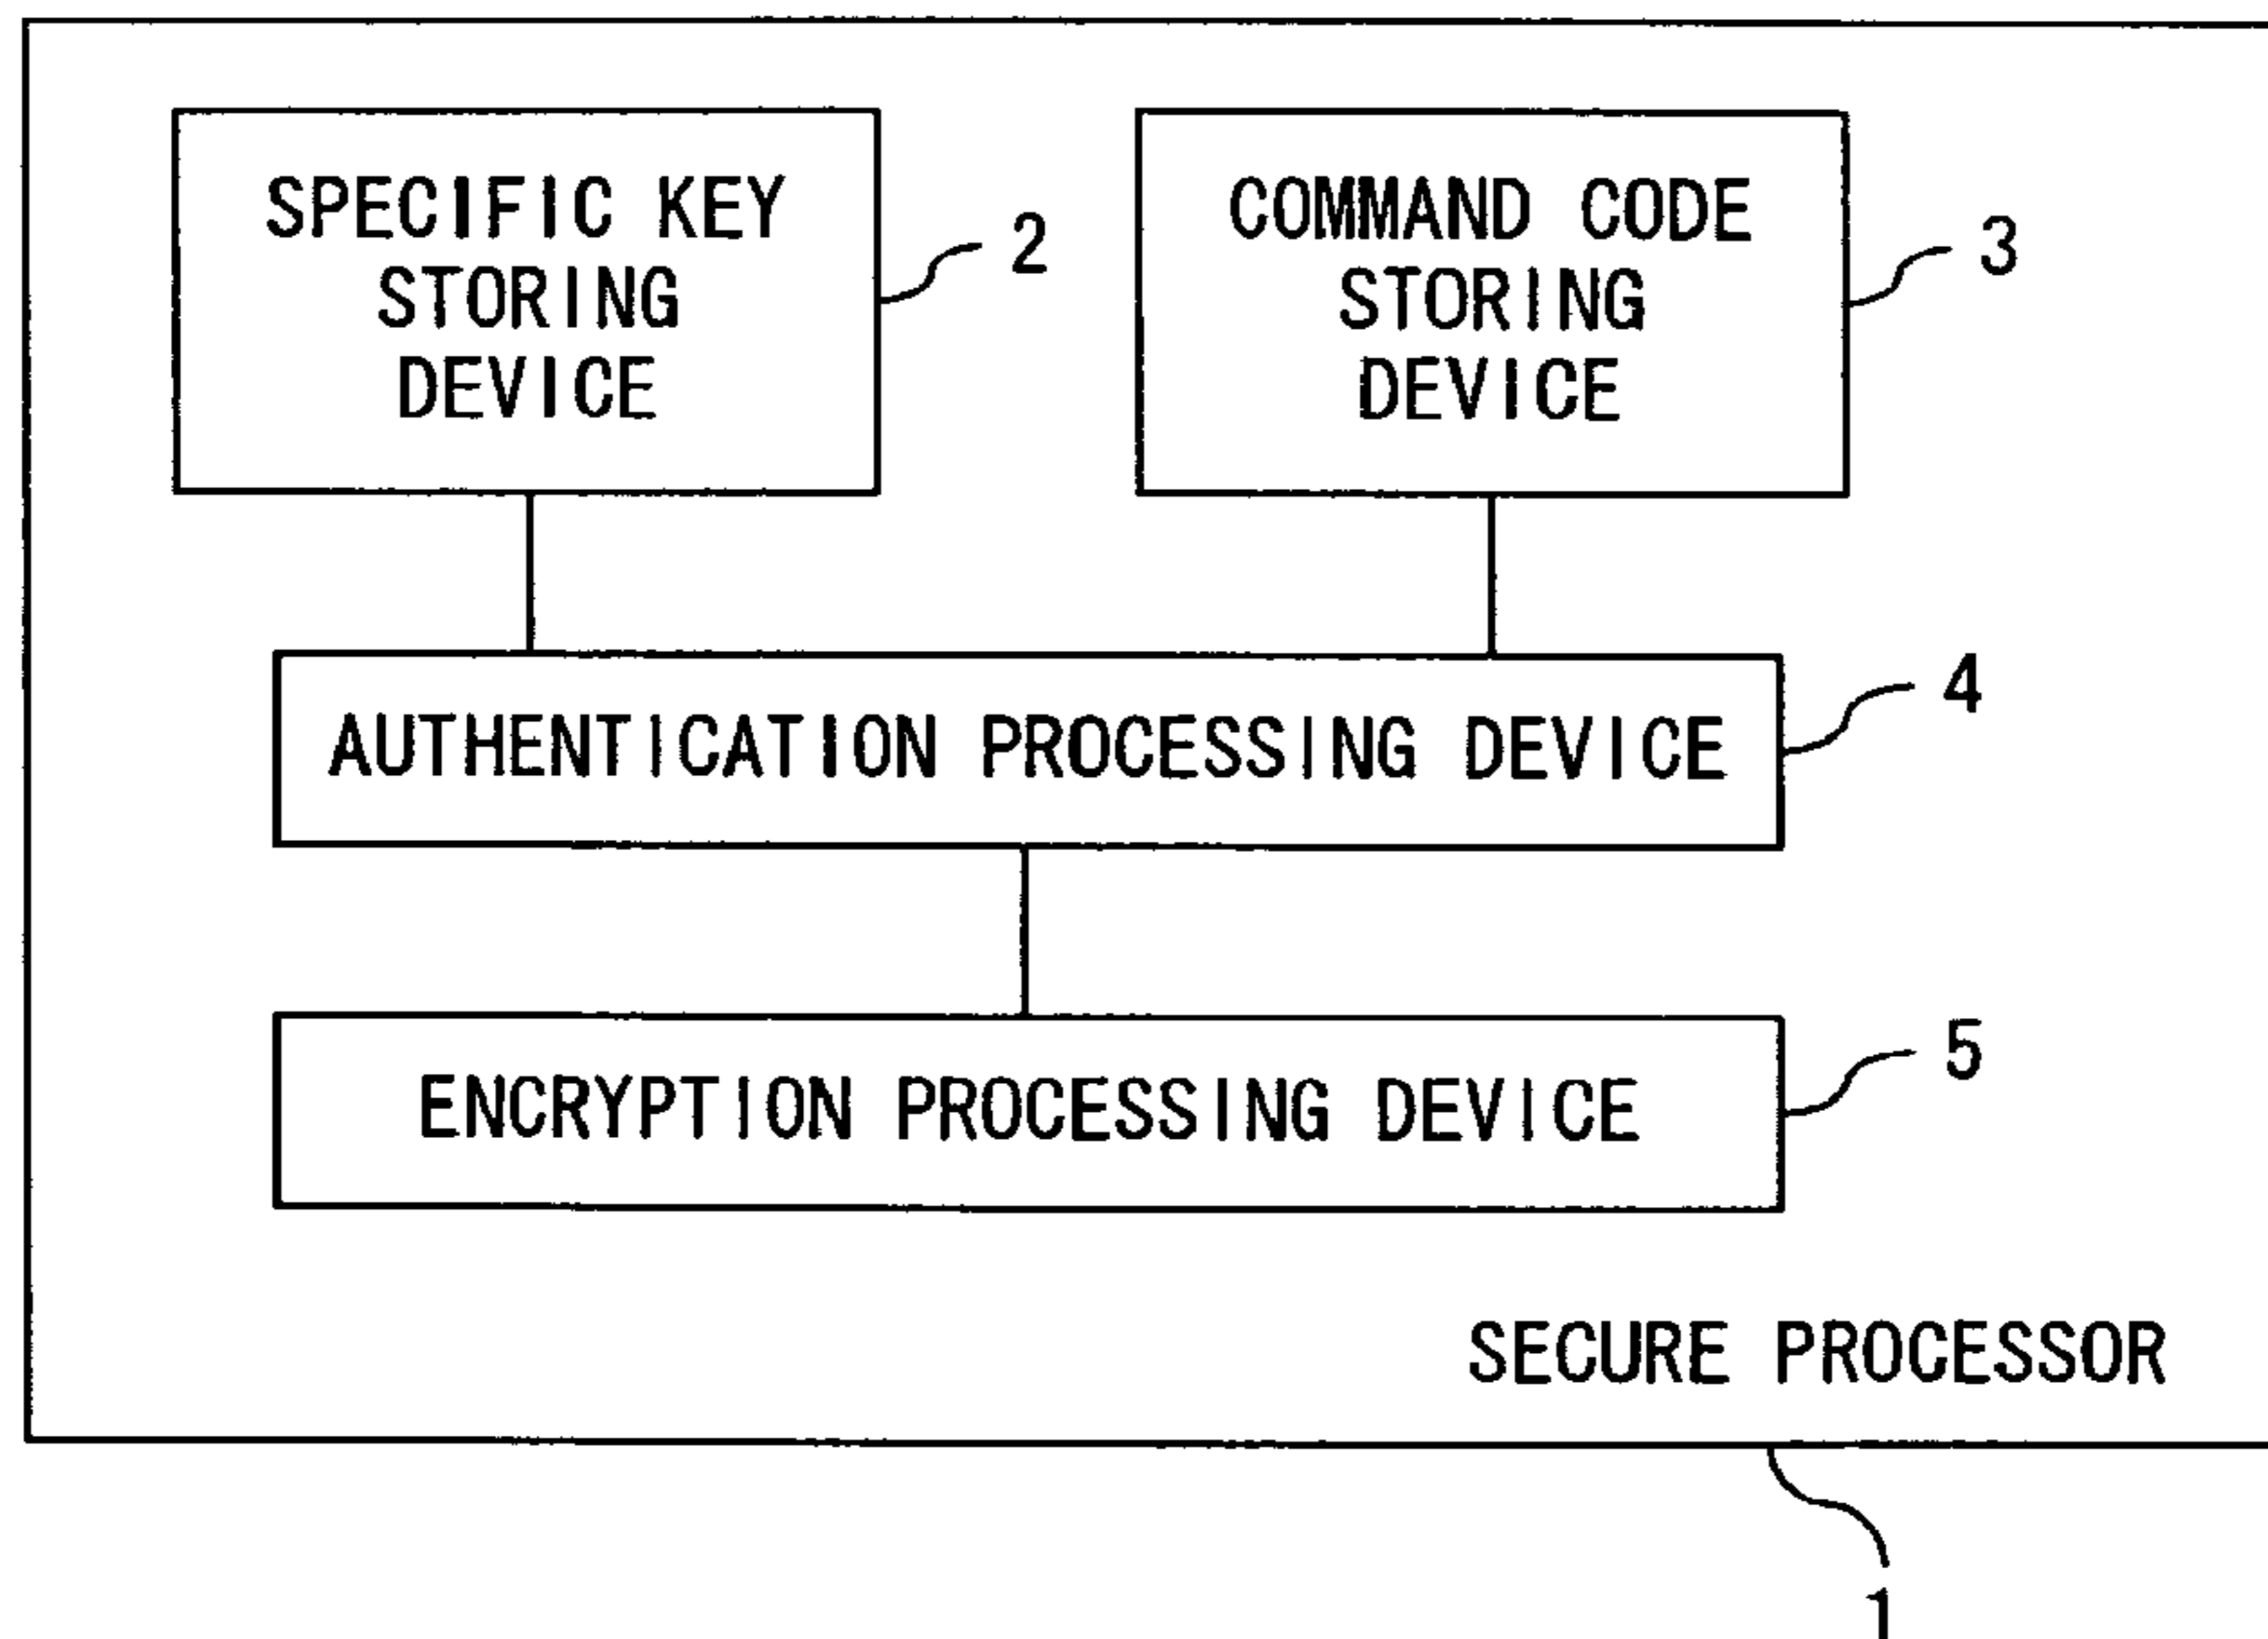 SPECIFIC KEY
STORING
DEVICE
2
COMMAND CODE
STORING
DEVICE
3
AUTHENTICATION PROCESSING DEVICE
4
ENCRYPTION PROCESSING DEVICE
5
SECURE PROCESSOR
1